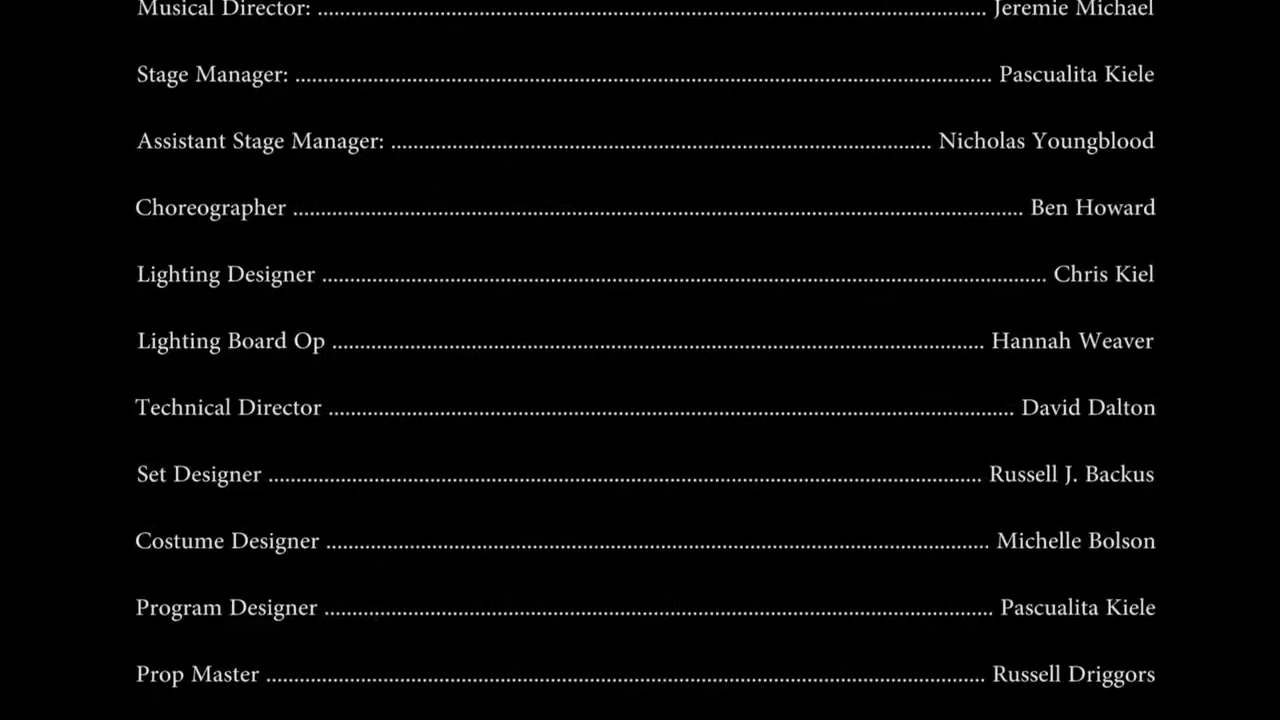 Musical Director: ........................................ Jeremie Michael
Stage Manager: ........................................ Pascualita Kiele
Assistant Stage Manager: ........................................ Nicholas Youngblood
Choreographer ........................................ Ben Howard
Lighting Designer ........................................ Chris Kiel
Lighting Board Op ........................................ Hannah Weaver
Technical Director ........................................ David Dalton
Set Designer ........................................ Russell J. Backus
Costume Designer ........................................ Michelle Bolson
Program Designer ........................................ Pascualita Kiele
Prop Master ........................................ Russell Driggors